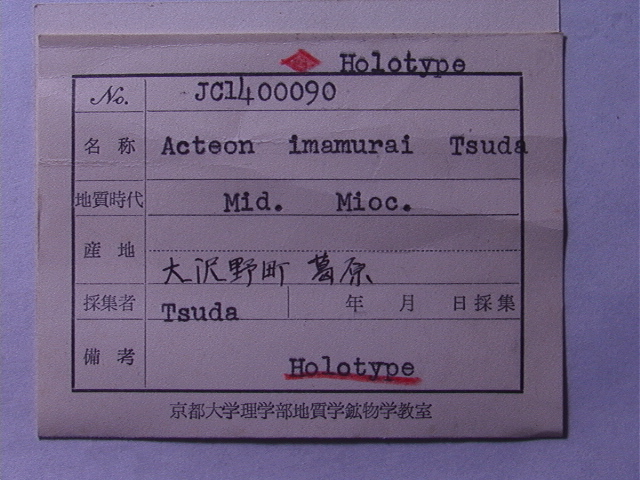 Holotype
No. JC1400090
名称 Acteon imamurai Tsuda
地質時代 Mid. Mioc.
産地 大沢野町 葛原
採集者 Tsuda 年 月 日採集
備考 Holotype
京都大学理学部地質学鉱物学教室